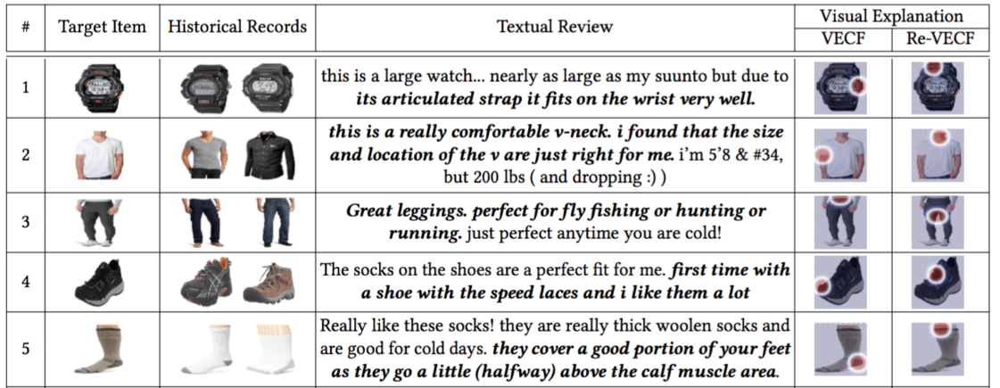 # Target Item Historical Records Textual Review Visual Explanation
VECF Re-VECF
1 this is a large watch... nearly as large as my suunto but due to
its articulated strap it fits on the wrist very well.
2 this is a really comfortable v-neck. i found that the size
and location of the v are just right for me. i'm 5'8 & #34,
but 200 lbs ( and dropping :) )
3 Great leggings. perfect for fly fishing or hunting or
running. just perfect anytime you are cold!
4 The socks on the shoes are a perfect fit for me. first time with
a shoe with the speed laces and i like them a lot
5 Really like these socks! they are really thick woolen socks and
are good for cold days. they cover a good portion of your feet
as they go a little (halfway) above the calf muscle area.